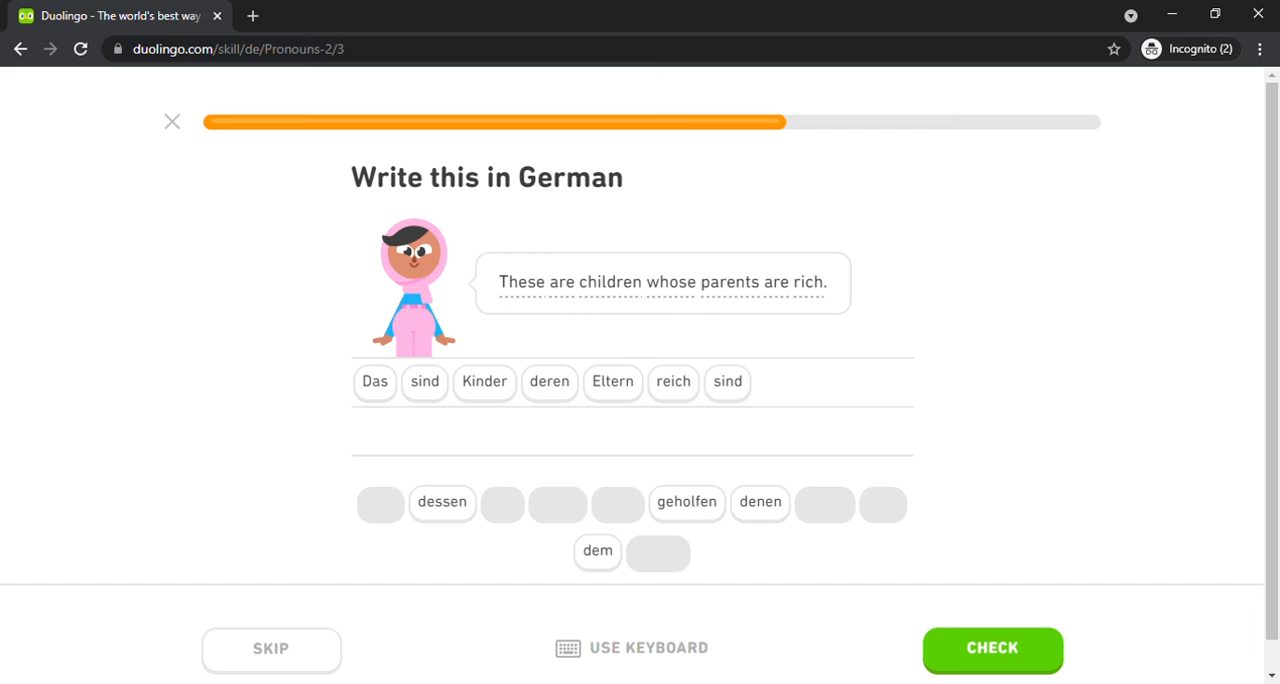 Duolingo - The world's best way
duolingo.com/skill/de/Pronouns-2/3
Incognito (2)
Write this in German
These are children whose parents are rich.
Das sind Kinder deren Eltern reich sind
dessen geholfen denen
dem
SKIP USE KEYBOARD CHECK